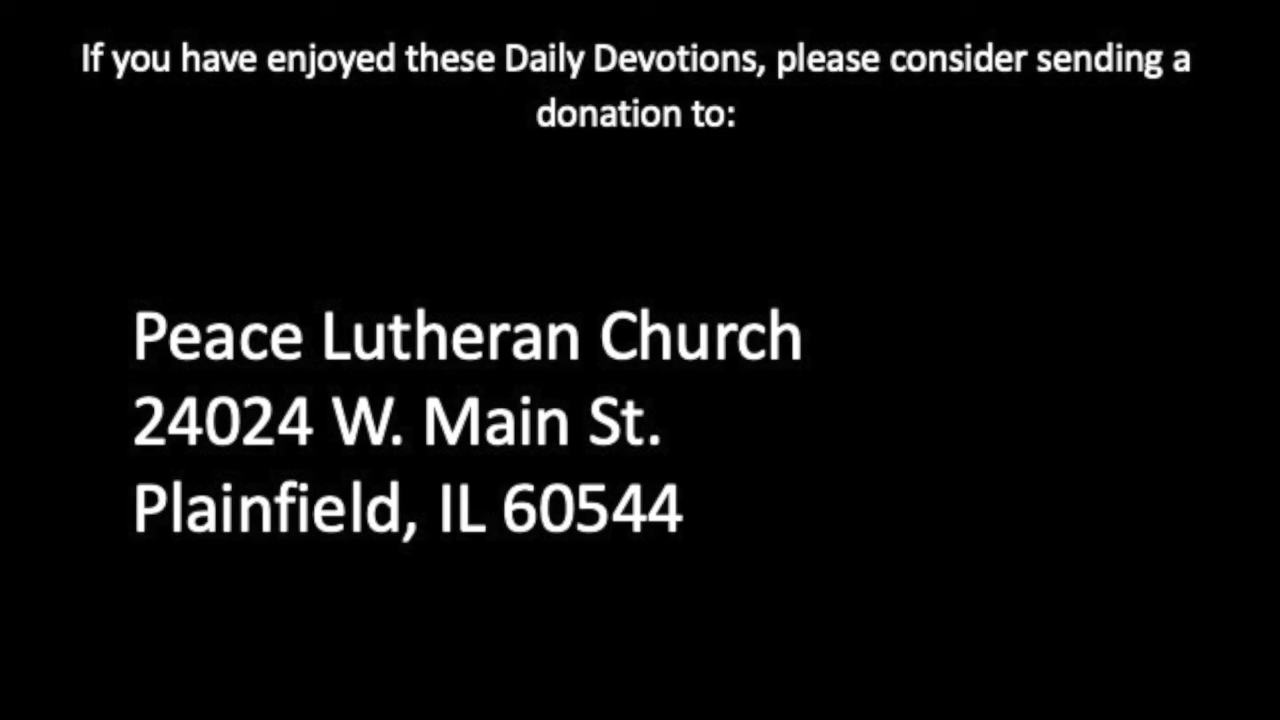 If you have enjoyed these Daily Devotions, please consider sending a
donation to:
Peace Lutheran Church
24024 W. Main St.
Plainfield, IL 60544